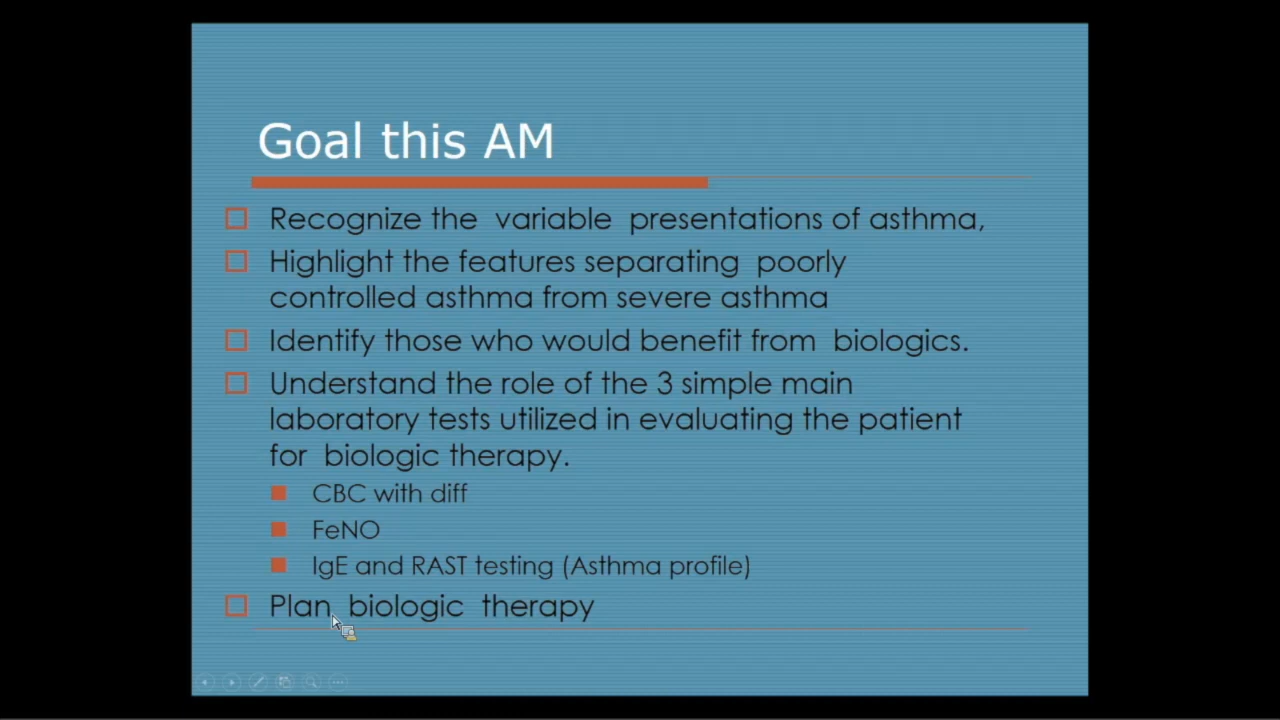 Goal this AM
Recognize the variable presentations of asthma,
Highlight the features separating poorly
controlled asthma from severe asthma
Identify those who would benefit from biologics.
Understand the role of the 3 simple main
laboratory tests utilized in evaluating the patient
for biologic therapy.
CBC with diff
FeNO
IgE and RAST testing (Asthma profile)
Plan biologic therapy